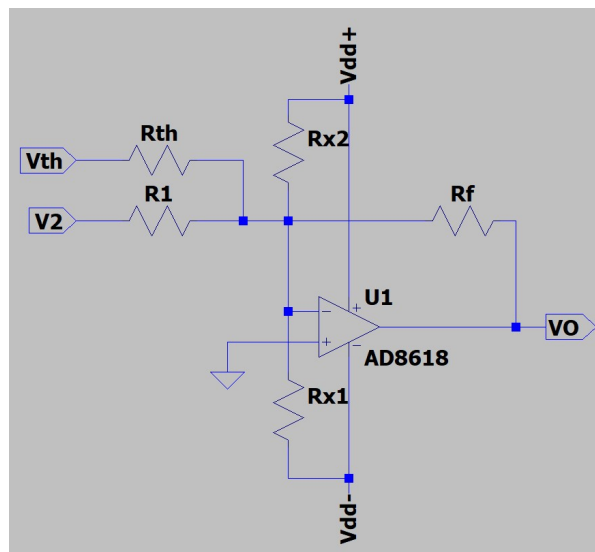 Vdd+
Rth
Rx2
Vth
R1
Rf
V2
U1
−
+
+
−
VO
AD8618
Rx1
Vdd-